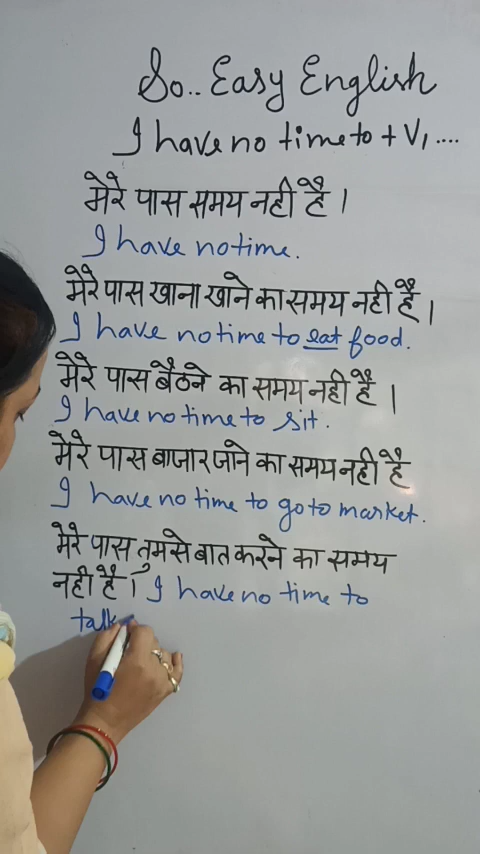 So.. Easy English
I have no time to + V₁ ....
मेरे पास समय नही है ।
I have no time.
मेरे पास खाना खाने का समय नही है ।
I have no time to eat food.
मेरे पास बैठने का समय नही है ।
I have no time to sit.
मेरे पास बाजार जाने का समय नही है
I have no time to go to market.
मेरे पास तुमसे बात करने का समय
नही है । I have no time to
talk